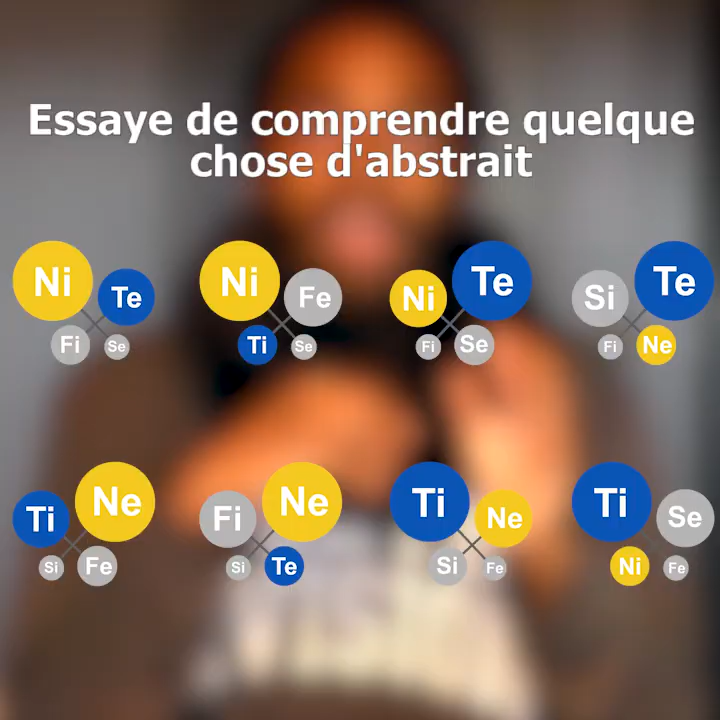 Essaye de comprendre quelque
chose d'abstrait
Ni Te Fi Se
Ni Fe Ti Se
Ni Te Fi Se
Si Te Fi Ne
Ti Ne Si Fe
Fi Ne Si Te
Ti Ne Si Fe
Ti Se Ni Fe